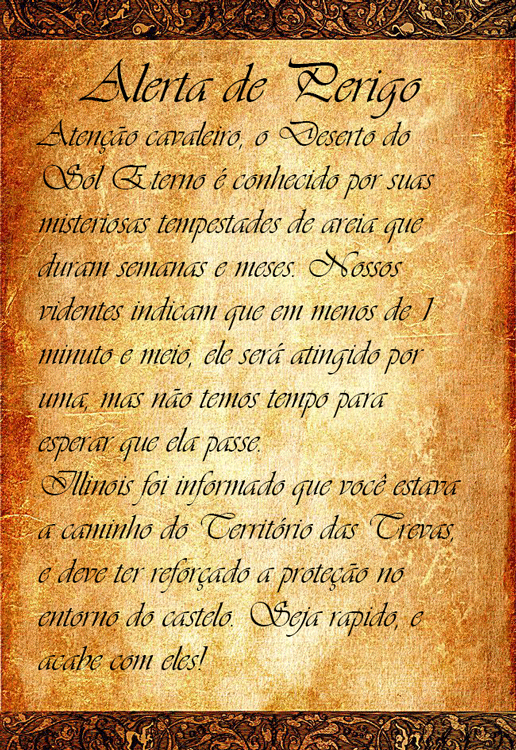 Alerta de Perigo
Atenção cavaleiro, o Deserto do
Sol Eterno é conhecido por suas
misteriosas tempestades de areia que
duram semanas e meses. Nossos
videntes indicam que em menos de 1
minuto e meio, ele será atingido por
uma, mas não temos tempo para
esperar que ela passe.
Illinois foi informado que você estava
a caminho do Território das Trevas,
e deve ter reforçado a proteção no
entorno do castelo. Seja rapido, e
acabe com eles!